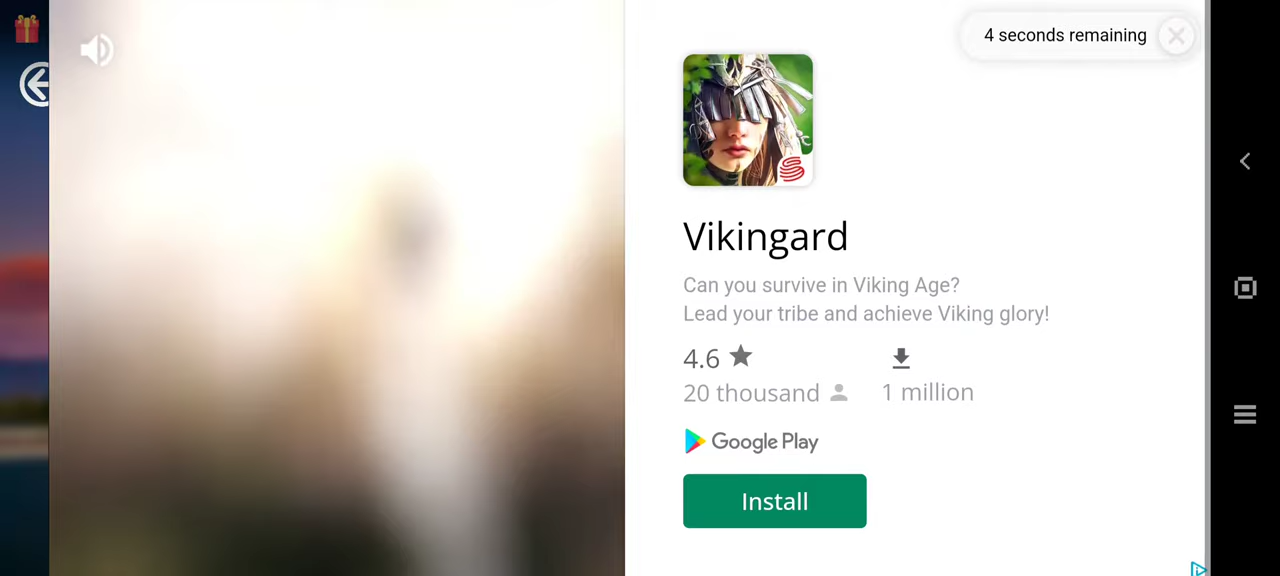 4 seconds remaining
Vikingard
Can you survive in Viking Age?
Lead your tribe and achieve Viking glory!
4.6
20 thousand
1 million
Google Play
Install